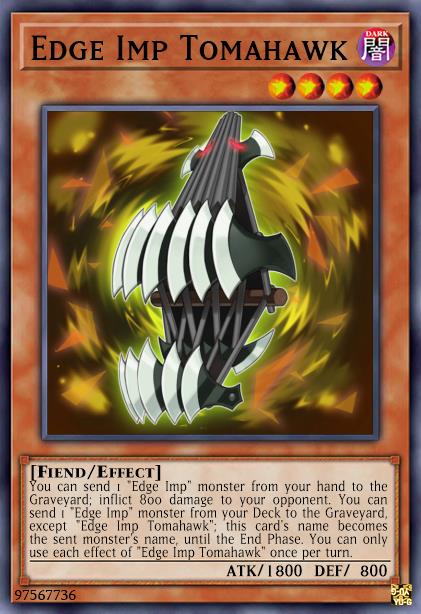 EDGE IMP TOMAHAWK
DARK
闇
[FIEND/EFFECT]
You can send 1 "Edge Imp" monster from your hand to the
Graveyard; inflict 800 damage to your opponent. You can
send 1 "Edge Imp" monster from your Deck to the Graveyard,
except "Edge Imp Tomahawk"; this card's name becomes
the sent monster's name, until the End Phase. You can only
use each effect of "Edge Imp Tomahawk" once per turn.
ATK/1800 DEF/ 800
97567736